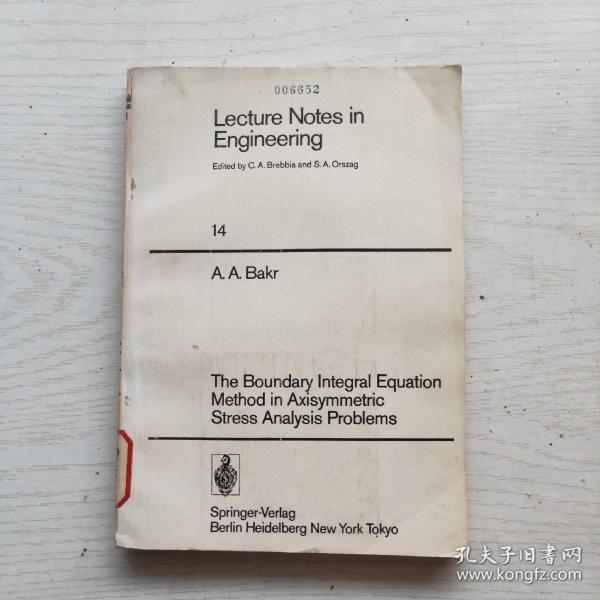 006652
Lecture Notes in
Engineering
Edited by C. A. Brebbia and S. A. Orszag
14
A. A. Bakr
The Boundary Integral Equation
Method in Axisymmetric
Stress Analysis Problems
Springer-Verlag
Berlin Heidelberg New York Tokyo
孔夫子旧书网
www.kongfz.com